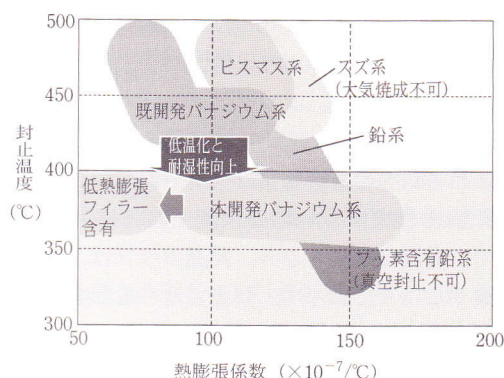 500
450
400
350
300
封止温度
(℃)
ビスマス系
スズ系
(大気焼成不可)
既開発バナジウム系
鉛系
低温化と
耐湿性向上
低熱膨張
フィラー
含有
本開発バナジウム系
フッ素含有鉛系
(真空封止不可)
50
100
150
200
熱膨張係数 (×10⁻⁷/℃)